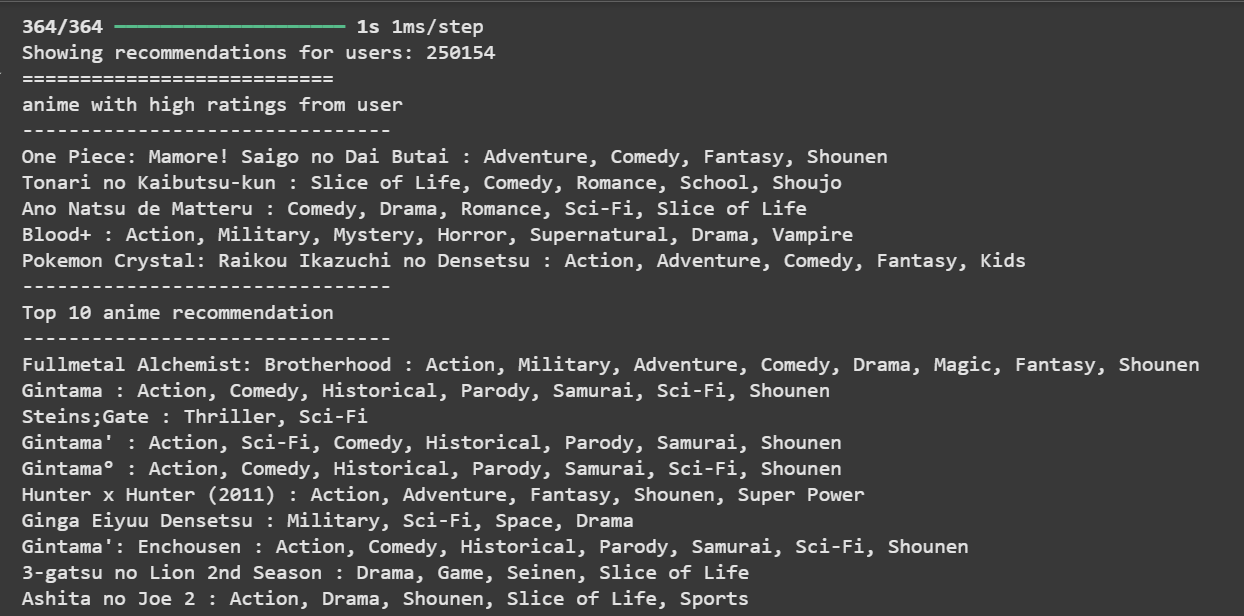 364/364 ━━━━━━━━━━━━━━━━━━━━ 1s 1ms/step
Showing recommendations for users: 250154
===========================
anime with high ratings from user
--------------------------------
One Piece: Mamore! Saigo no Dai Butai : Adventure, Comedy, Fantasy, Shounen
Tonari no Kaibutsu-kun : Slice of Life, Comedy, Romance, School, Shoujo
Ano Natsu de Matteru : Comedy, Drama, Romance, Sci-Fi, Slice of Life
Blood+ : Action, Military, Mystery, Horror, Supernatural, Drama, Vampire
Pokemon Crystal: Raikou Ikazuchi no Densetsu : Action, Adventure, Comedy, Fantasy, Kids
--------------------------------
Top 10 anime recommendation
--------------------------------
Fullmetal Alchemist: Brotherhood : Action, Military, Adventure, Comedy, Drama, Magic, Fantasy, Shounen
Gintama : Action, Comedy, Historical, Parody, Samurai, Sci-Fi, Shounen
Steins;Gate : Thriller, Sci-Fi
Gintama' : Action, Sci-Fi, Comedy, Historical, Parody, Samurai, Shounen
Gintama° : Action, Comedy, Historical, Parody, Samurai, Sci-Fi, Shounen
Hunter x Hunter (2011) : Action, Adventure, Fantasy, Shounen, Super Power
Ginga Eiyuu Densetsu : Military, Sci-Fi, Space, Drama
Gintama': Enchousen : Action, Comedy, Historical, Parody, Samurai, Sci-Fi, Shounen
3-gatsu no Lion 2nd Season : Drama, Game, Seinen, Slice of Life
Ashita no Joe 2 : Action, Drama, Shounen, Slice of Life, Sports